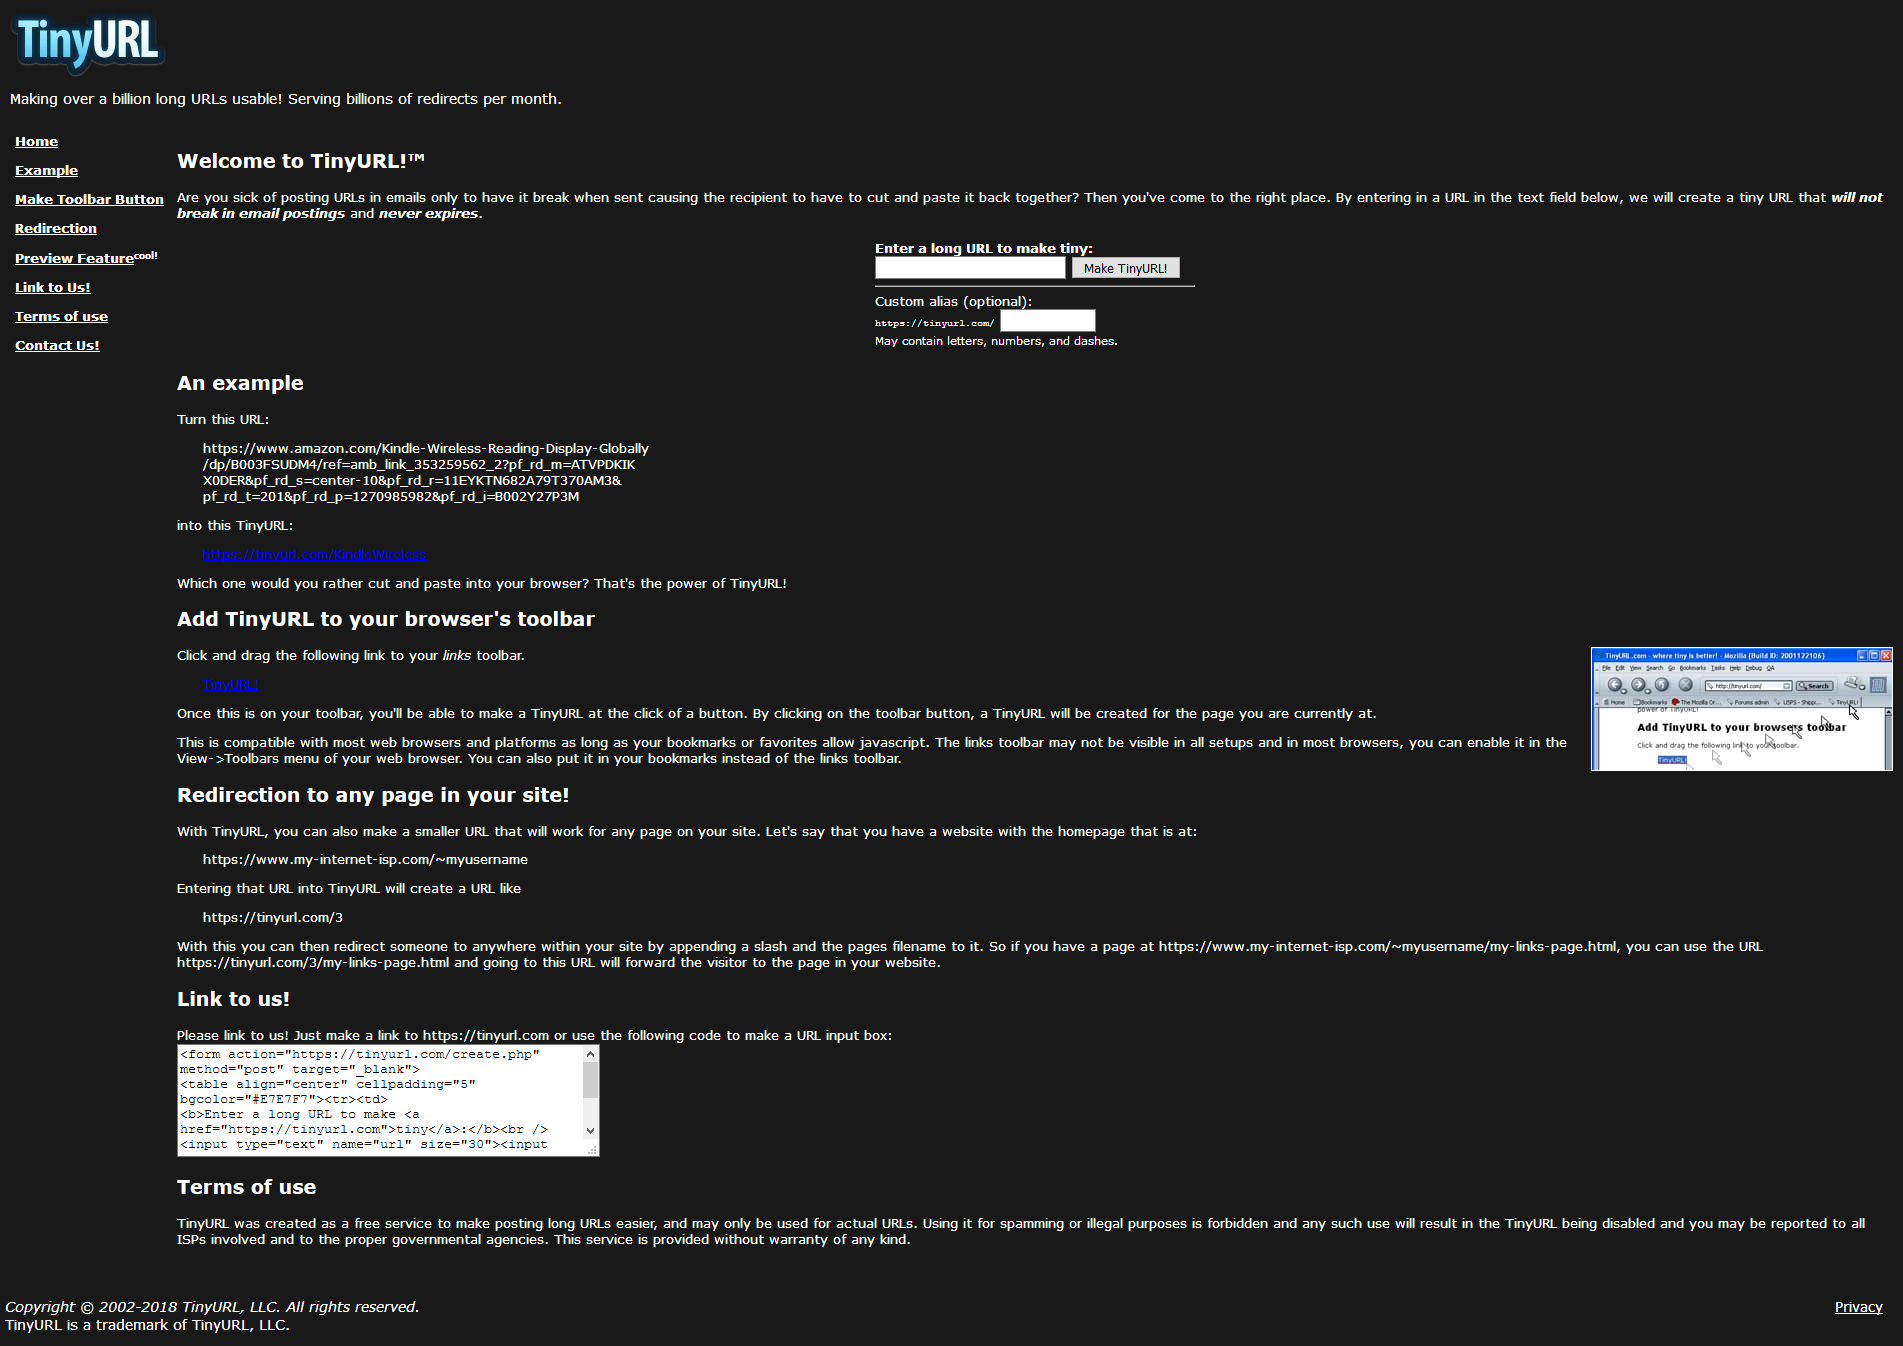 TinyURL
Making over a billion long URLs usable! Serving billions of redirects per month.
Home
Example
Make Toolbar Button
Redirection
Preview Featurecool!
Link to Us!
Terms of use
Contact Us!
Welcome to TinyURL!™
Are you sick of posting URLs in emails only to have it break when sent causing the recipient to have to cut and paste it back together? Then you've come to the right place. By entering in a URL in the text field below, we will create a tiny URL that will not
break in email postings and never expires.
Enter a long URL to make tiny:
Make TinyURL!
Custom alias (optional):
https://tinyurl.com/
May contain letters, numbers, and dashes.
An example
Turn this URL:
https://www.amazon.com/Kindle-Wireless-Reading-Display-Globally
/dp/B003FSUDM4/ref=amb_link_353259562_2?pf_rd_m=ATVPDKIK
X0DER&pf_rd_s=center-10&pf_rd_r=11EYKTN682A79T370AM3&
pf_rd_t=201&pf_rd_p=1270985982&pf_rd_i=B002Y27P3M
into this TinyURL:
https://tinyurl.com/KindleWireless
Which one would you rather cut and paste into your browser? That's the power of TinyURL!
Add TinyURL to your browser's toolbar
Click and drag the following link to your links toolbar.
TinyURL!
Once this is on your toolbar, you'll be able to make a TinyURL at the click of a button. By clicking on the toolbar button, a TinyURL will be created for the page you are currently at.
This is compatible with most web browsers and platforms as long as your bookmarks or favorites allow javascript. The links toolbar may not be visible in all setups and in most browsers, you can enable it in the
View->Toolbars menu of your web browser. You can also put it in your bookmarks instead of the links toolbar.
TinyURL.com - where tiny is better! - Mozilla {Build ID: 2001122106}
File Edit View Search Go Bookmarks Tasks Help Debug QA
http://tinyurl.com/ Search
Home Bookmarks The Mozilla Or... Forums admin USPS - Shippi... TinyURL!
power of TinyURL!
Add TinyURL to your browsers toolbar
Click and drag the following link to your toolbar.
TinyURL!
Redirection to any page in your site!
With TinyURL, you can also make a smaller URL that will work for any page on your site. Let's say that you have a website with the homepage that is at:
https://www.my-internet-isp.com/~myusername
Entering that URL into TinyURL will create a URL like
https://tinyurl.com/3
With this you can then redirect someone to anywhere within your site by appending a slash and the pages filename to it. So if you have a page at https://www.my-internet-isp.com/~myusername/my-links-page.html, you can use the URL
https://tinyurl.com/3/my-links-page.html and going to this URL will forward the visitor to the page in your website.
Link to us!
Please link to us! Just make a link to https://tinyurl.com or use the following code to make a URL input box:
<form action="https://tinyurl.com/create.php"
method="post" target="_blank">
<table align="center" cellpadding="5"
bgcolor="#E7E7F7"><tr><td>
<b>Enter a long URL to make <a
href="https://tinyurl.com">tiny</a>:</b><br />
<input type="text" name="url" size="30"><input
Terms of use
TinyURL was created as a free service to make posting long URLs easier, and may only be used for actual URLs. Using it for spamming or illegal purposes is forbidden and any such use will result in the TinyURL being disabled and you may be reported to all
ISPs involved and to the proper governmental agencies. This service is provided without warranty of any kind.
Copyright © 2002-2018 TinyURL, LLC. All rights reserved.
TinyURL is a trademark of TinyURL, LLC.
Privacy